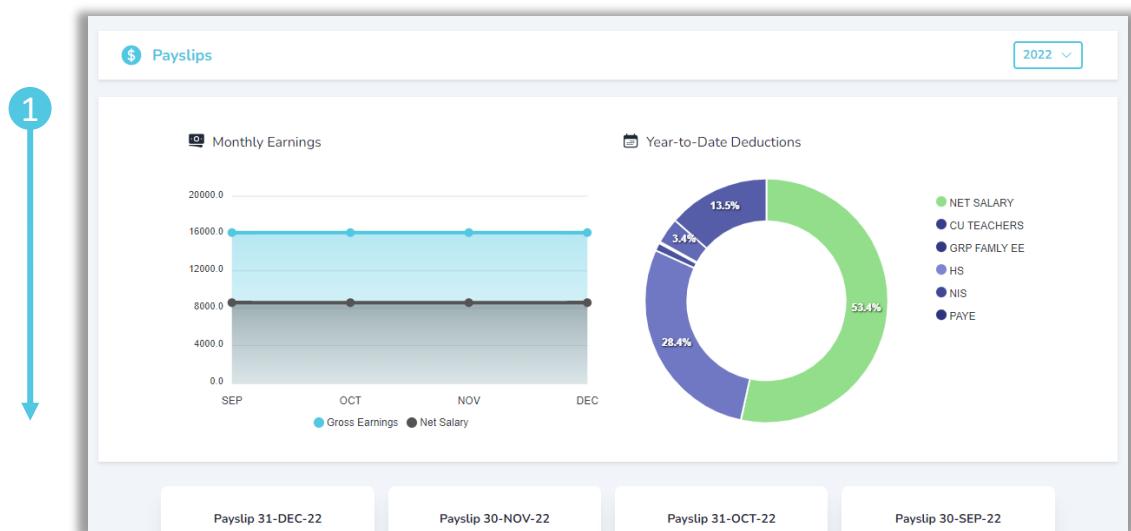 1
$ Payslips
2022
Monthly Earnings
20000.0
16000.0
12000.0
8000.0
4000.0
0.0
SEP OCT NOV DEC
Gross Earnings Net Salary
Year-to-Date Deductions
13.5%
3.4%
28.4%
53.4%
NET SALARY
CU TEACHERS
GRP FAMLY EE
HS
NIS
PAYE
Payslip 31-DEC-22 Payslip 30-NOV-22 Payslip 31-OCT-22 Payslip 30-SEP-22